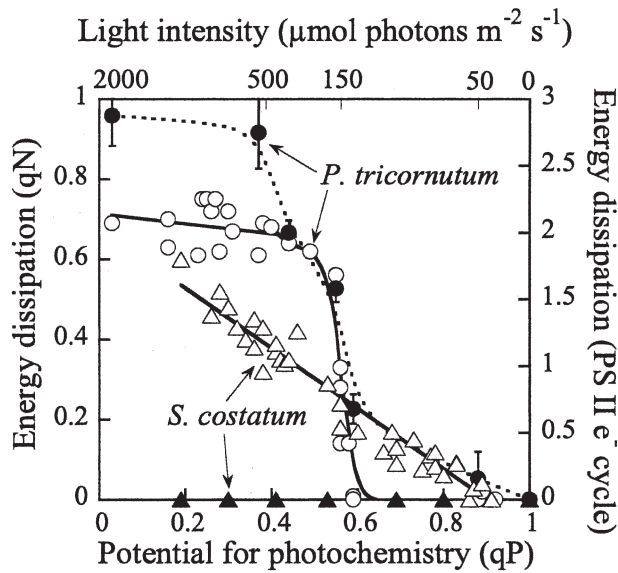 Light intensity (µmol photons m-2 s-1)
2000 500 150 50 0
1 3
0.8 2.5
0.6 2
0.4 1.5
0.2 1
0 0.5
0
P. tricornutum
S. costatum
Energy dissipation (qN)
Energy dissipation (PS II e- cycle)
0 0.2 0.4 0.6 0.8 1
Potential for photochemistry (qP)